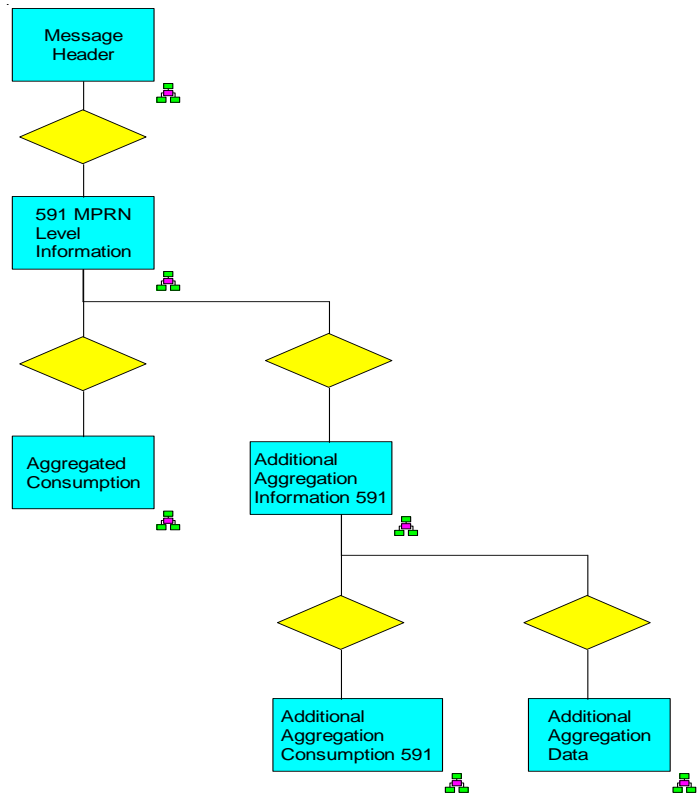 Message
Header
591 MPRN
Level
Information
Aggregated
Consumption
Additional
Aggregation
Information 591
Additional
Aggregation
Consumption 591
Additional
Aggregation
Data